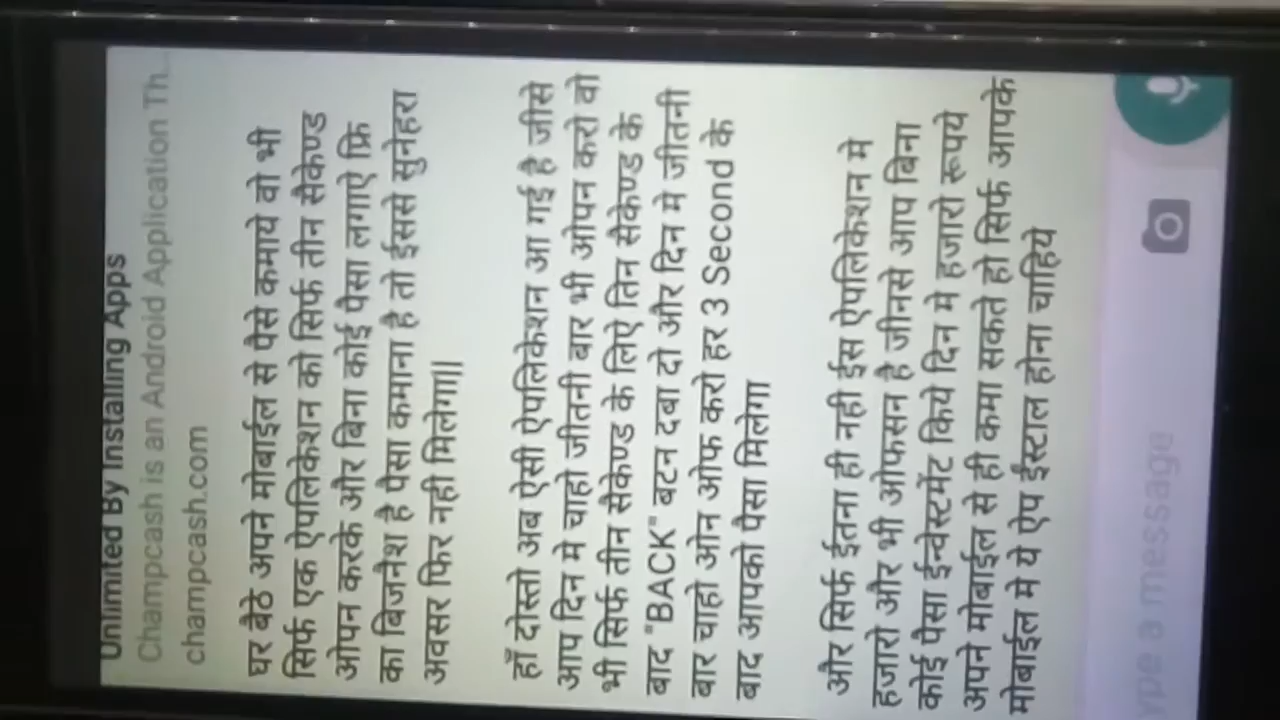 Unlimited By Installing Apps
Champcash is an Android Application Th...
champcash.com
घर बैठे अपने मोबाईल से पैसे कमाये वो भी
सिर्फ एक ऐपलिकेशन को सिर्फ तीन सैकेण्ड
ओपन करके और बिना कोई पैसा लगाऐ फ्रि
का बिजनेश है पैसा कमाना है तो ईससे सुनेहरा
अवसर फिर नही मिलेगा||
हाँ दोस्तो अब ऐसी ऐपलिकेशन आ गई है जीसे
आप दिन मे चाहो जीतनी बार भी ओपन करो वो
भी सिर्फ तीन सैकेण्ड के लिऐ तिन सैकेण्ड के
बाद "BACK" बटन दबा दो और दिन मे जीतनी
बार चाहो ओन ओफ करो हर 3 Second के
बाद आपको पैसा मिलेगा
और सिर्फ ईतना ही नही ईस ऐपलिकेशन मे
हजारो और भी ओफसन है जीनसे आप बिना
कोई पैसा ईन्वेस्टमेंट किये दिन मे हजारो रूपये
अपने मोबाईल से ही कमा सकते हो सिर्फ आपके
मोबाईल मे ये ऐप ईंस्टाल होना चाहिये
ype a message